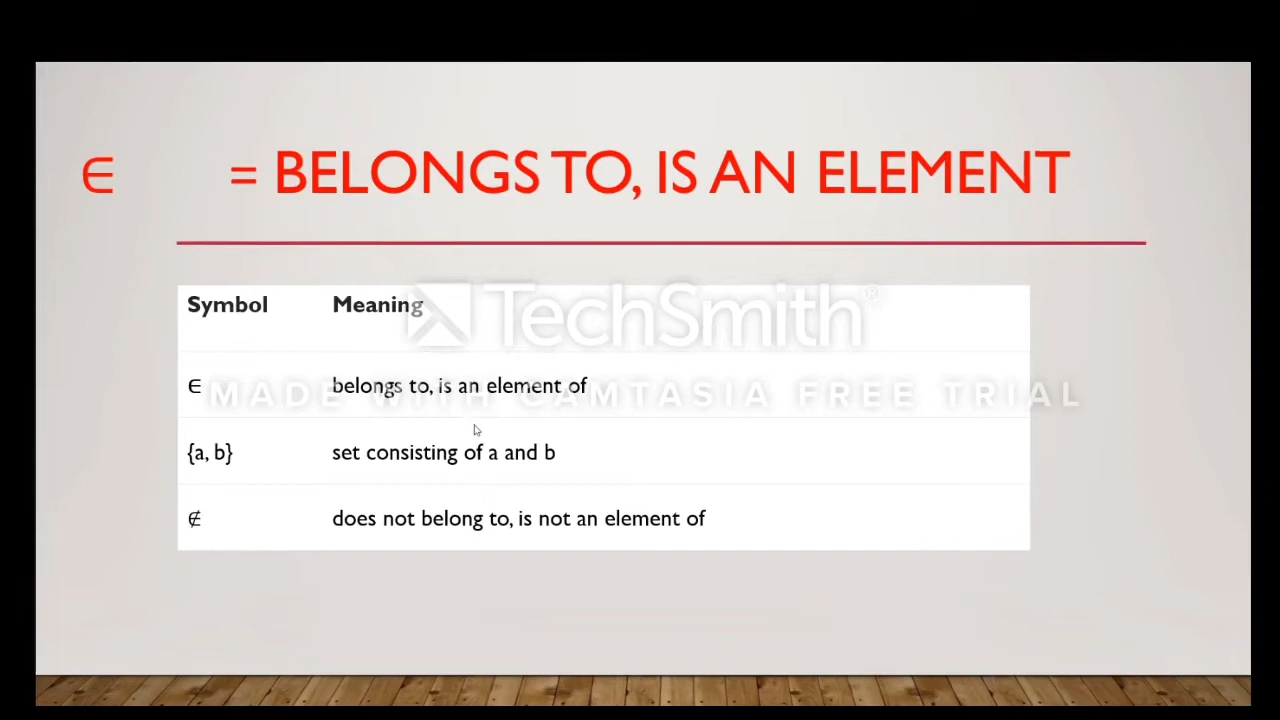 ∈ = BELONGS TO, IS AN ELEMENT
Symbol Meaning
TechSmith®
∈ belongs to, is an element of
MADE WITH CAMTASIA FREE TRIAL
{a, b} set consisting of a and b
∉ does not belong to, is not an element of